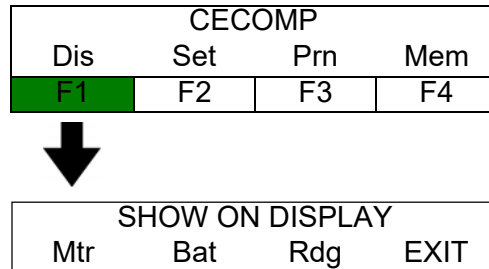 CECOMP
Dis Set Prn Mem
F1 F2 F3 F4
SHOW ON DISPLAY
Mtr Bat Rdg EXIT